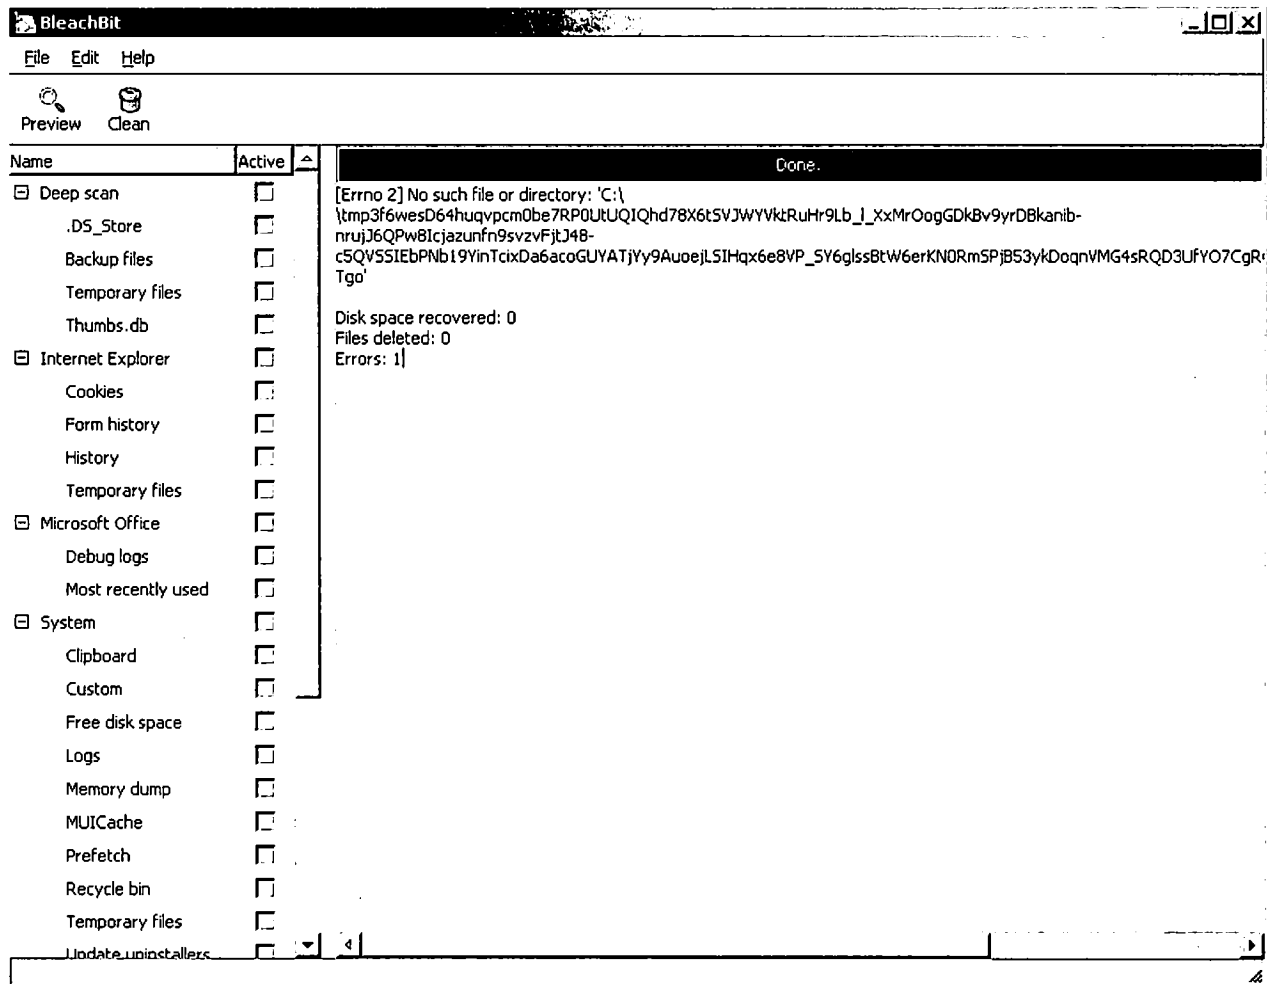 BleachBit
File Edit Help
Preview Clean
Name Active
Done.
Deep scan
.DS_Store
Backup files
Temporary files
Thumbs.db
Internet Explorer
Cookies
Form history
History
Temporary files
Microsoft Office
Debug logs
Most recently used
System
Clipboard
Custom
Free disk space
Logs
Memory dump
MUICache
Prefetch
Recycle bin
Temporary files
Update uninstallers
[Errno 2] No such file or directory: 'C:\
\tmp3f6wesD64huqvpcm0be7RP0UtUQIQhd78X6t5VJWYVktRuHr9Lb_l_XxMrOogGDkBv9yrDBkanib-
nrujJ6QPw8Icjazunfn9svzvFjtJ48-
c5QVSSIEbPNb19YinTcixDa6acoGUYATjYy9AuoejLSIHqx6e8VP_SY6glssBtW6erKN0RmSPjB53ykDoqnVMG4sRQD3UfYO7CgR
Tgo'
Disk space recovered: 0
Files deleted: 0
Errors: 1